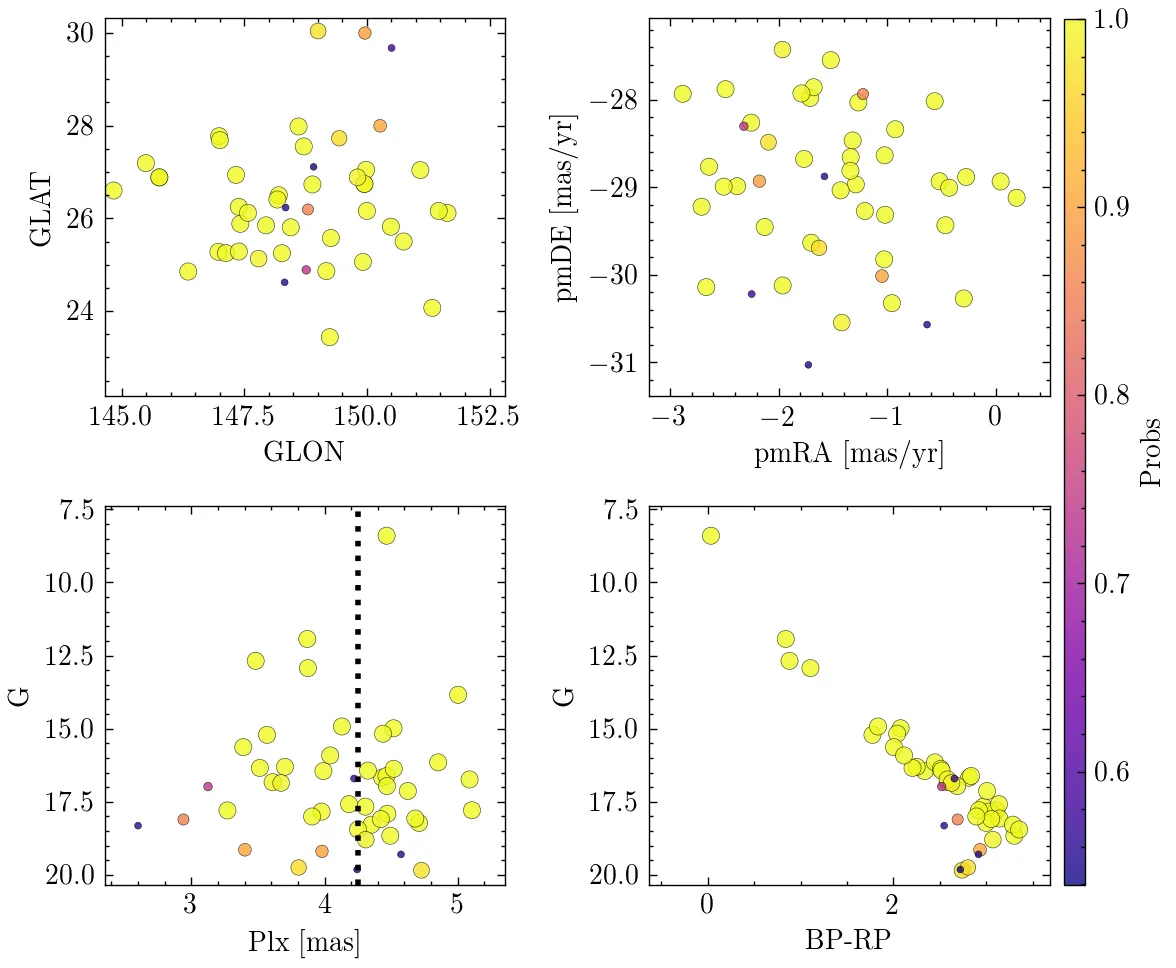 30
28
26
24
GLAT
145.0 147.5 150.0 152.5
GLON
−28
−29
−30
−31
pmDE [mas/yr]
−3 −2 −1 0
pmRA [mas/yr]
1.0
0.9
0.8
0.7
0.6
Probs
7.5
10.0
12.5
15.0
17.5
20.0
G
3 4 5
Plx [mas]
7.5
10.0
12.5
15.0
17.5
20.0
G
0 2
BP-RP